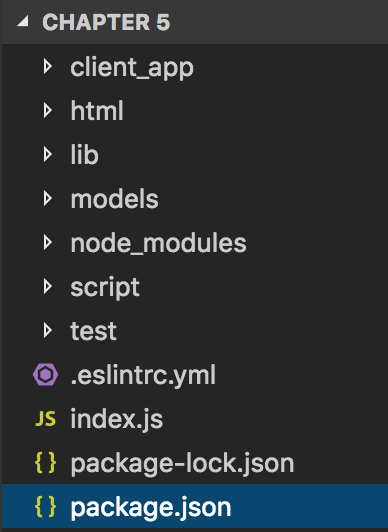 CHAPTER 5
client_app
html
lib
models
node_modules
script
test
.eslintrc.yml
JS index.js
{ } package-lock.json
{ } package.json